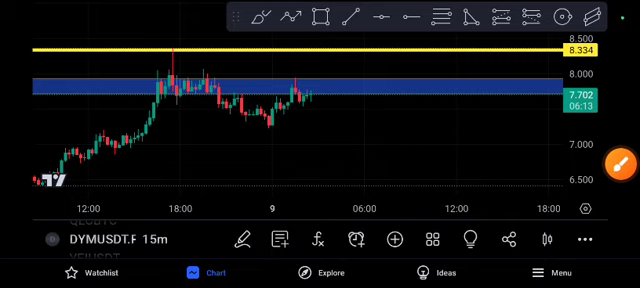 8.500
8.334
8.000
7.702
06:13
7.000
6.500
12:00 18:00 9 06:00 12:00 18:00
DYMUSDT.P 15m
Watchlist Chart Explore Ideas Menu